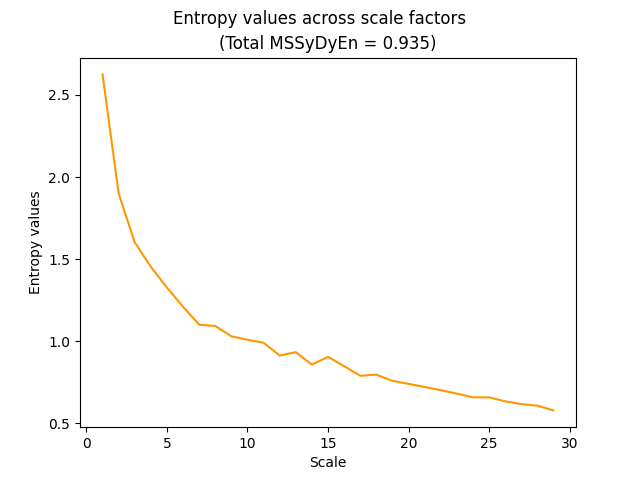 Entropy values across scale factors
(Total MSSyDyEn = 0.935)
Entropy values
2.5
2.0
1.5
1.0
0.5
0 5 10 15 20 25 30
Scale